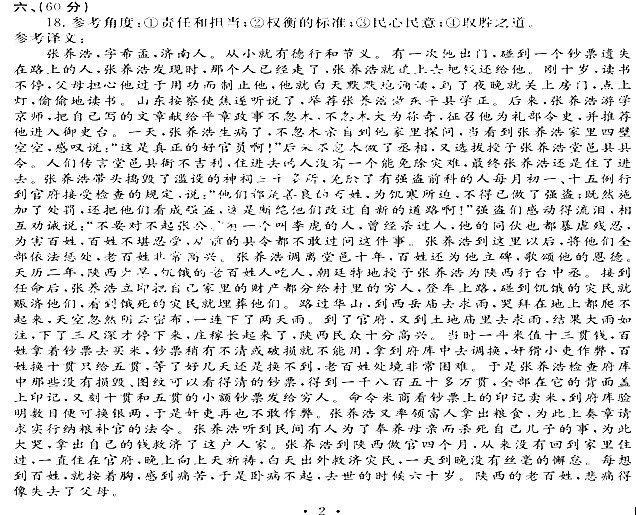 六、(60分)
18. 参考角度:①责任和担当;②权衡的标准;③民心民意;④取贮之道。
参考译文:
张养浩,字希孟,济南人。从小就有德行和节义。有一次他出门,碰到一个钞票遗失
在路上的人,张养浩发现时,那个人已经走了,张养浩就追上去把钱还给他。刚十岁,读书
不停,父母担心他过于用功而制止他,他就白天默默地诵读,到了夜晚就关上房门,点上
灯,偷偷地读书。山东按察使焦遂听说了,举荐张养浩做东平县学正。后来,张养浩游学
京师,把自己写的文章献给平章政事不忽木,不忽木大为称奇,征召他为礼部令史,并推荐
他进入御史台。一天,张养浩生病了,不忽木亲自到他家里探问,当看到张养浩家里四壁
空空,感叹说:“这是真正的好官员啊!”后来不忽木做了丞相,又选拔授予张养浩堂邑县县
令。人们传言堂邑县衙不吉利,住进去的人没有一个能免除灾难,最终张养浩还是住了进
去。张养浩带头捣毁了滥设的神祠三十多所,免除了有强盗前科的人每月初一、十五例行
到官府接受检查的规定,说:“他们都是善良的百姓,为饥寒所迫,不得已做了强盗;既然施
加了处罚,还把他们看成强盗,这是断绝他们改过自新的道路啊!”强盗们感动得流泪,相
互劝诫说:“不要对不起张公。”有一个叫李虎的人,曾经杀过人,他的同伙也都暴虐残忍,
为害百姓,百姓不堪忍受,从前的县令都不敢过问这件事。张养浩到这里以后,将他们全
部依法惩处,老百姓非常高兴。张养浩调离堂邑十年,百姓还为他立碑,歌颂他的恩德。
天历二年,陕西大旱,饥饿的老百姓人吃人,朝廷特地授予张养浩为陕西行台中丞。接到
任命后,张养浩立即把自己家里的财产都分给村里的穷人,登车上路,碰到饥饿的灾民就
赈济他们,看到饿死的灾民就埋葬他们。路过华山,到西岳庙去求雨,哭拜在地上都爬不
起来,天空忽然阴云密布,一连下了两天雨。到了官府,又到土地庙里去求雨,结果大雨如
注,下了三尺深才停下来,庄稼长起来了,陕西民众十分高兴。当时一斗米值十三贯钱,百
姓拿着钞票去买米,钞票稍有不清或破损就不能用,拿到府库中去调换,奸猾小吏作弊,百
姓换十贯只给五贯,等了好几天还是换不到,老百姓处境非常困难。于是张养浩检查府库
中那些没有损毁、图纹可以看得清的钞票,得到一千八百五十多万贯,全部在它的背面盖
上印记,又刻十贯和五贯的小额钞票发给穷人。命令米商看钞票上的印记卖米,到府库验
明数目便可换银两,于是奸吏再也不敢作弊。张养浩又率领富人拿出粮食,为此上奏章请
求实行纳粮补官的法令。张养浩听到民间有人为了奉养母亲而杀死自己儿子的事,为此
大哭,拿出自己的钱救济了这户人家。张养浩到陕西做官四个月,从来没有回到家里住
过,一直住在官府,晚上向上天祈祷,白天出外救济灾民,一天到晚没有丝毫的懈怠。每想
到百姓,就按着胸,感到痛苦,于是卧病不起,去世的时候六十岁。陕西的老百姓,悲痛得
像失去了父母。
· 2 ·